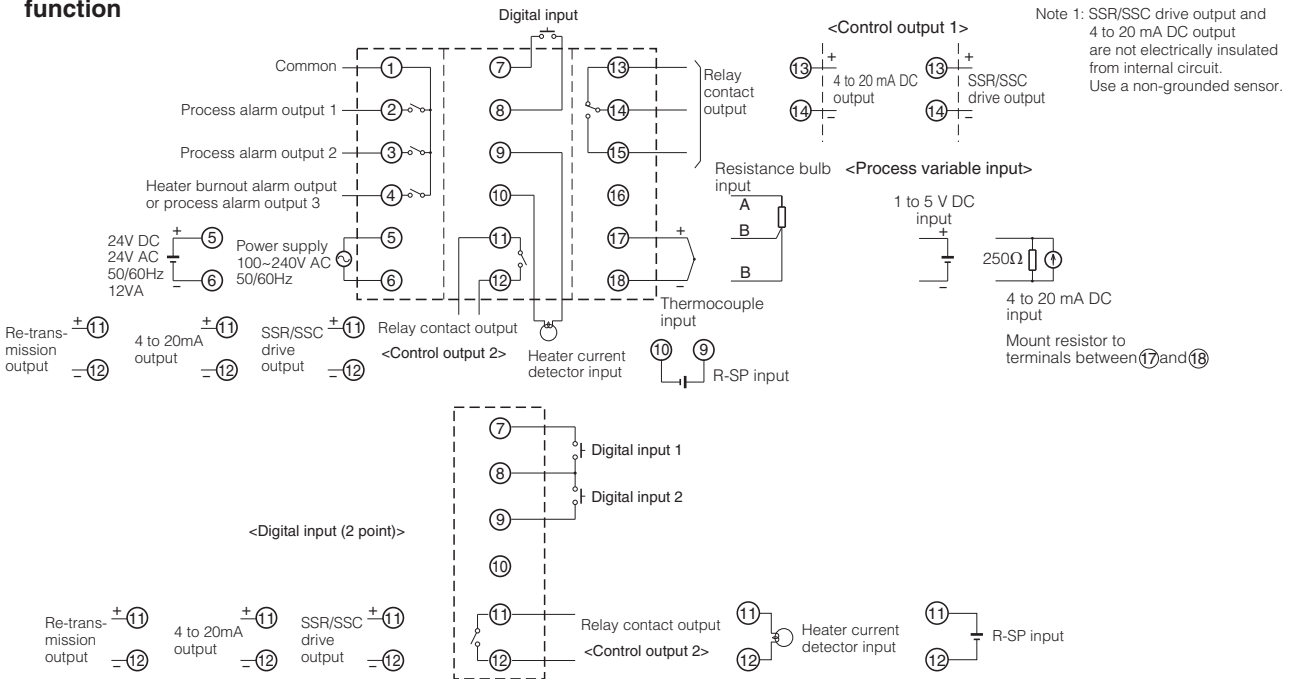 function
Digital input
Common
Process alarm output 1
Process alarm output 2
Heater burnout alarm output
or process alarm output 3
24V DC
24V AC
50/60Hz
12VA
+
5
–
6
Power supply
100~240V AC
50/60Hz
1
2
3
4
5
6
7
8
9
10
11
12
13
14
15
16
17
18
Relay
contact
output
<Control output 1>
13
+
14
–
4 to 20 mA DC
output
13
+
14
–
SSR/SSC
drive output
Note 1: SSR/SSC drive output and
4 to 20 mA DC output
are not electrically insulated
from internal circuit.
Use a non-grounded sensor.
Resistance bulb
input
A
B
B
<Process variable input>
1 to 5 V DC
input
+
–
250Ω
4 to 20 mA DC
input
Mount resistor to
terminals between 17 and 18
+
–
Thermocouple
input
10
9
R-SP input
Re-trans-
mission
output
+
11
–
12
4 to 20mA
output
+
11
–
12
SSR/SSC
drive
output
+
11
–
12
Relay contact output
<Control output 2>
Heater current
detector input
7
8
9
10
11
12
Digital input 1
Digital input 2
<Digital input (2 point)>
Re-trans-
mission
output
+
11
–
12
4 to 20mA
output
+
11
–
12
SSR/SSC
drive
output
+
11
–
12
Relay contact output
<Control output 2>
11
12
Heater current
detector input
11
12
R-SP input